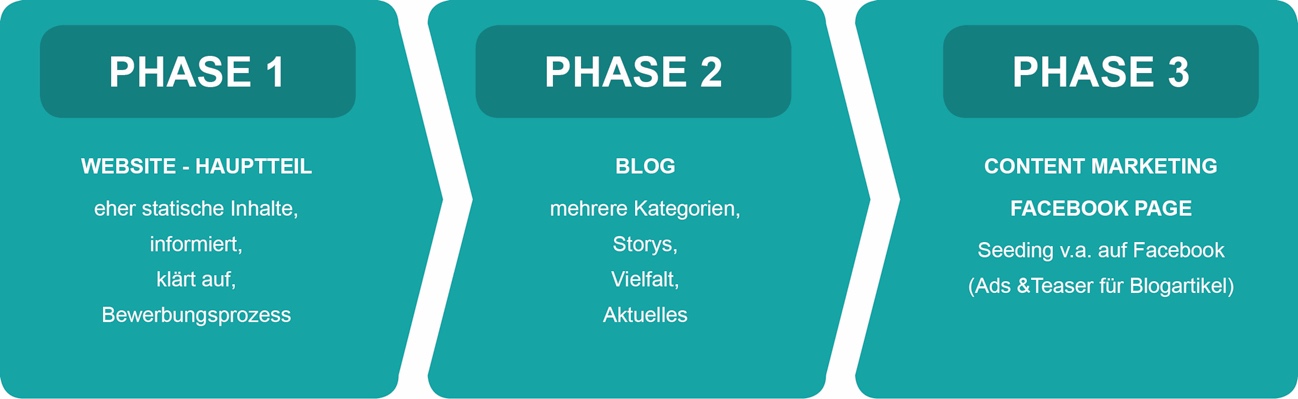 PHASE 1
WEBSITE - HAUPTTEIL
eher statische Inhalte,
informiert,
klärt auf,
Bewerbungsprozess
PHASE 2
BLOG
mehrere Kategorien,
Storys,
Vielfalt,
Aktuelles
PHASE 3
CONTENT MARKETING
FACEBOOK PAGE
Seeding v.a. auf Facebook
(Ads &Teaser für Blogartikel)